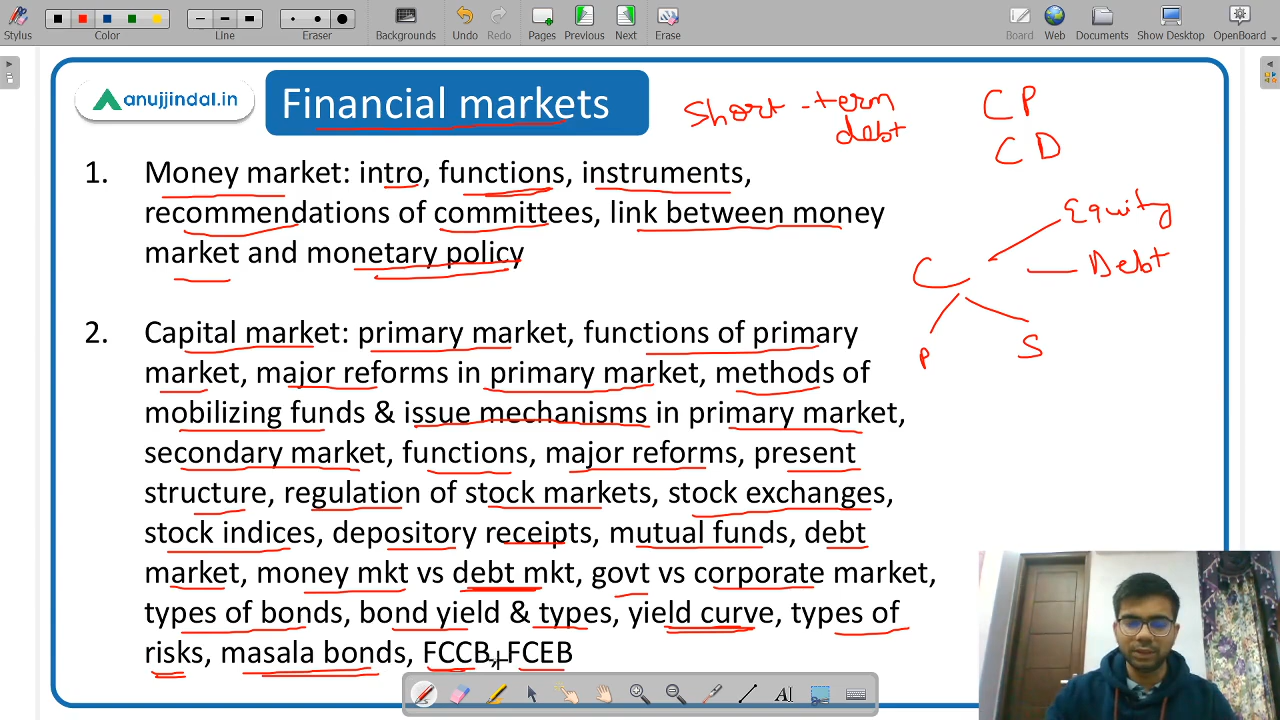 Stylus
Color
Line
Eraser
Backgrounds
Undo
Redo
Pages
Previous
Next
Erase
Board
Web
Documents
Show Desktop
OpenBoard
anujjindal.in
Financial markets
Short-term
debt
CP
CD
1. Money market: intro, functions, instruments,
recommendations of committees, link between money
market and monetary policy
Equity
C
Debt
P
S
2. Capital market: primary market, functions of primary
market, major reforms in primary market, methods of
mobilizing funds & issue mechanisms in primary market,
secondary market, functions, major reforms, present
structure, regulation of stock markets, stock exchanges,
stock indices, depository receipts, mutual funds, debt
market, money mkt vs debt mkt, govt vs corporate market,
types of bonds, bond yield & types, yield curve, types of
risks, masala bonds, FCCB, FCEB